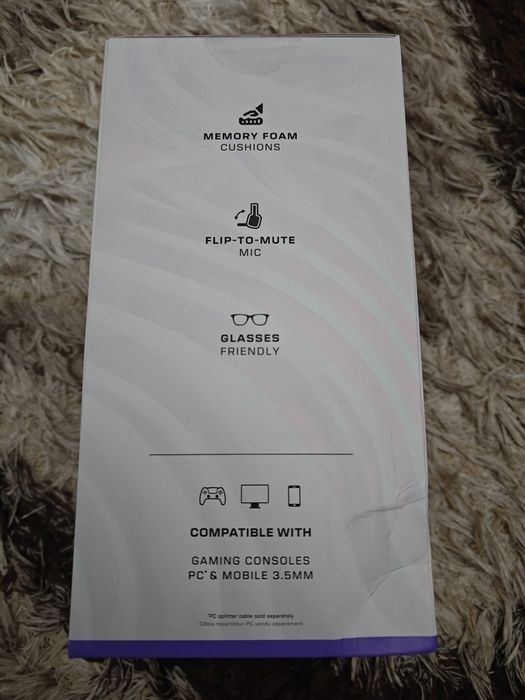 MEMORY FOAM
CUSHIONS
FLIP-TO-MUTE
MIC
GLASSES
FRIENDLY
COMPATIBLE WITH
GAMING CONSOLES
PC* & MOBILE 3.5MM
*PC splitter cable sold separately
*Câble répartiteur PC vendu séparément